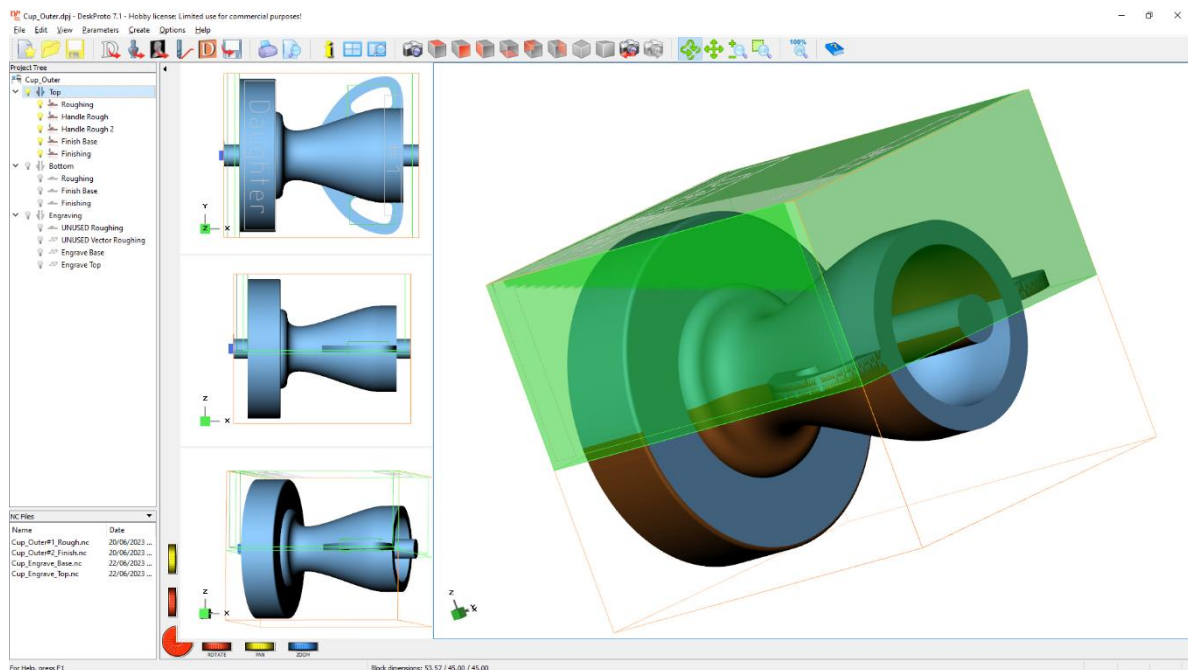 Cup_Outer.dpj - DeskProto 7.1 - Hobby license: Limited use for commercial purposes!
File Edit View Parameters Create Options Help
100%
Project Tree
Cup_Outer
Top
Roughing
Handle Rough
Handle Rough 2
Finish Base
Finishing
Bottom
Roughing
Finish Base
Finishing
Engraving
UNUSED Roughing
UNUSED Vector Roughing
Engrave Base
Engrave Top
Daughter
#1
Y
Z X
Z
X
Z
X
Z
Y X
NC Files
Name Date
Cup_Outer#1_Rough.nc 20/06/2023 ...
Cup_Outer#2_Finish.nc 20/06/2023 ...
Cup_Engrave_Base.nc 22/06/2023 ...
Cup_Engrave_Top.nc 22/06/2023 ...
ROTATE PAN ZOOM
For Help, press F1
Block dimensions: 53.57 / 45.00 / 45.00